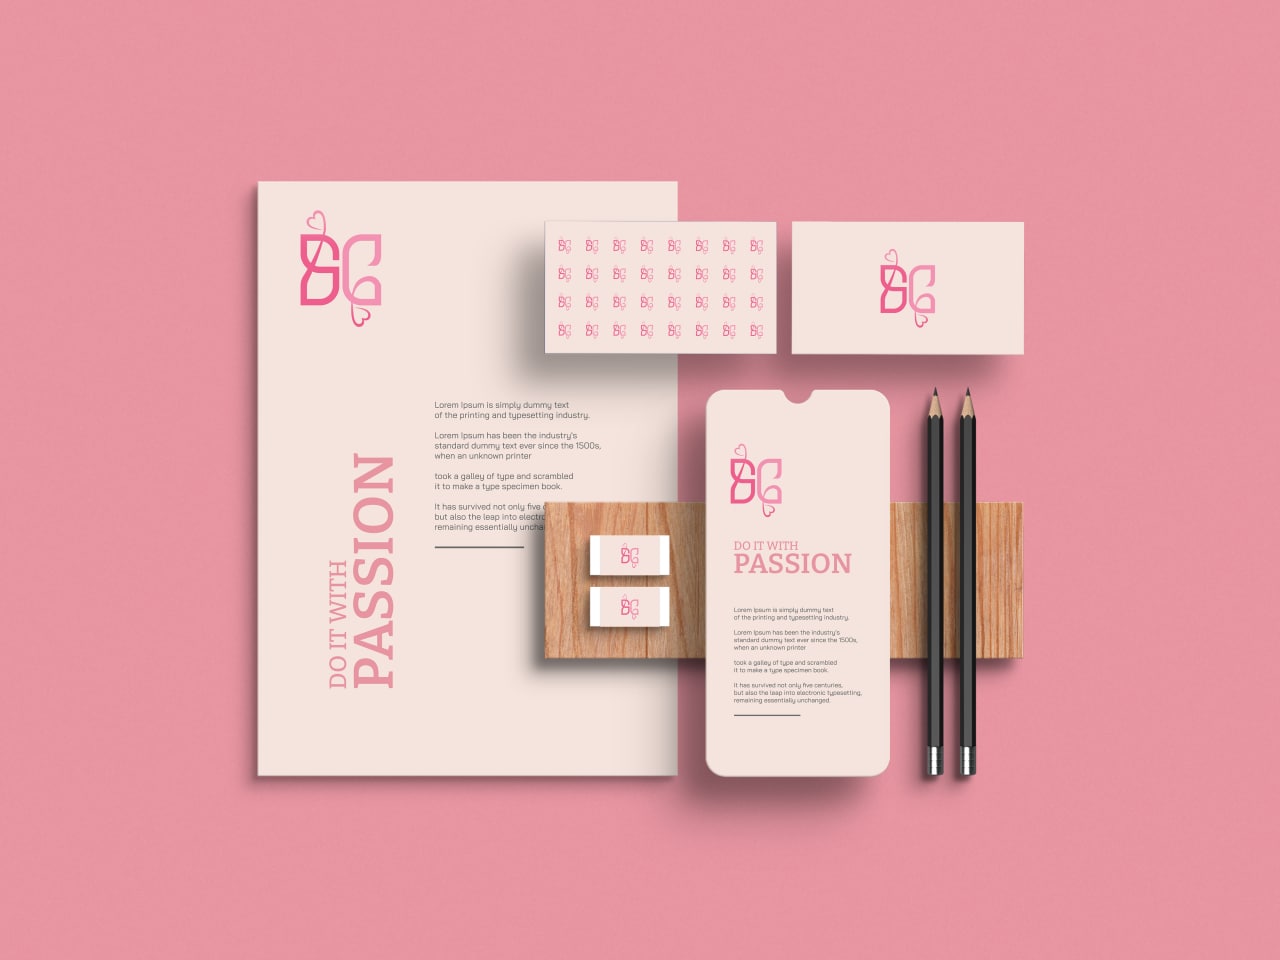 DO IT WITH
PASSION
Lorem Ipsum is simply dummy text
of the printing and typesetting industry.
Lorem Ipsum has been the industry's
standard dummy text ever since the 1500s,
when an unknown printer
took a galley of type and scrambled
it to make a type specimen book.
It has survived not only five
but also the leap into
remaining essentially
DO IT WITH
PASSION
Lorem Ipsum is simply dummy text
of the printing and typesetting industry.
Lorem Ipsum has been the industry's
standard dummy text ever since the 1500s,
when an unknown printer
took a galley of type and scrambled
it to make a type specimen book.
It has survived not only five centuries,
but also the leap into electronic typesetting,
remaining essentially unchanged.